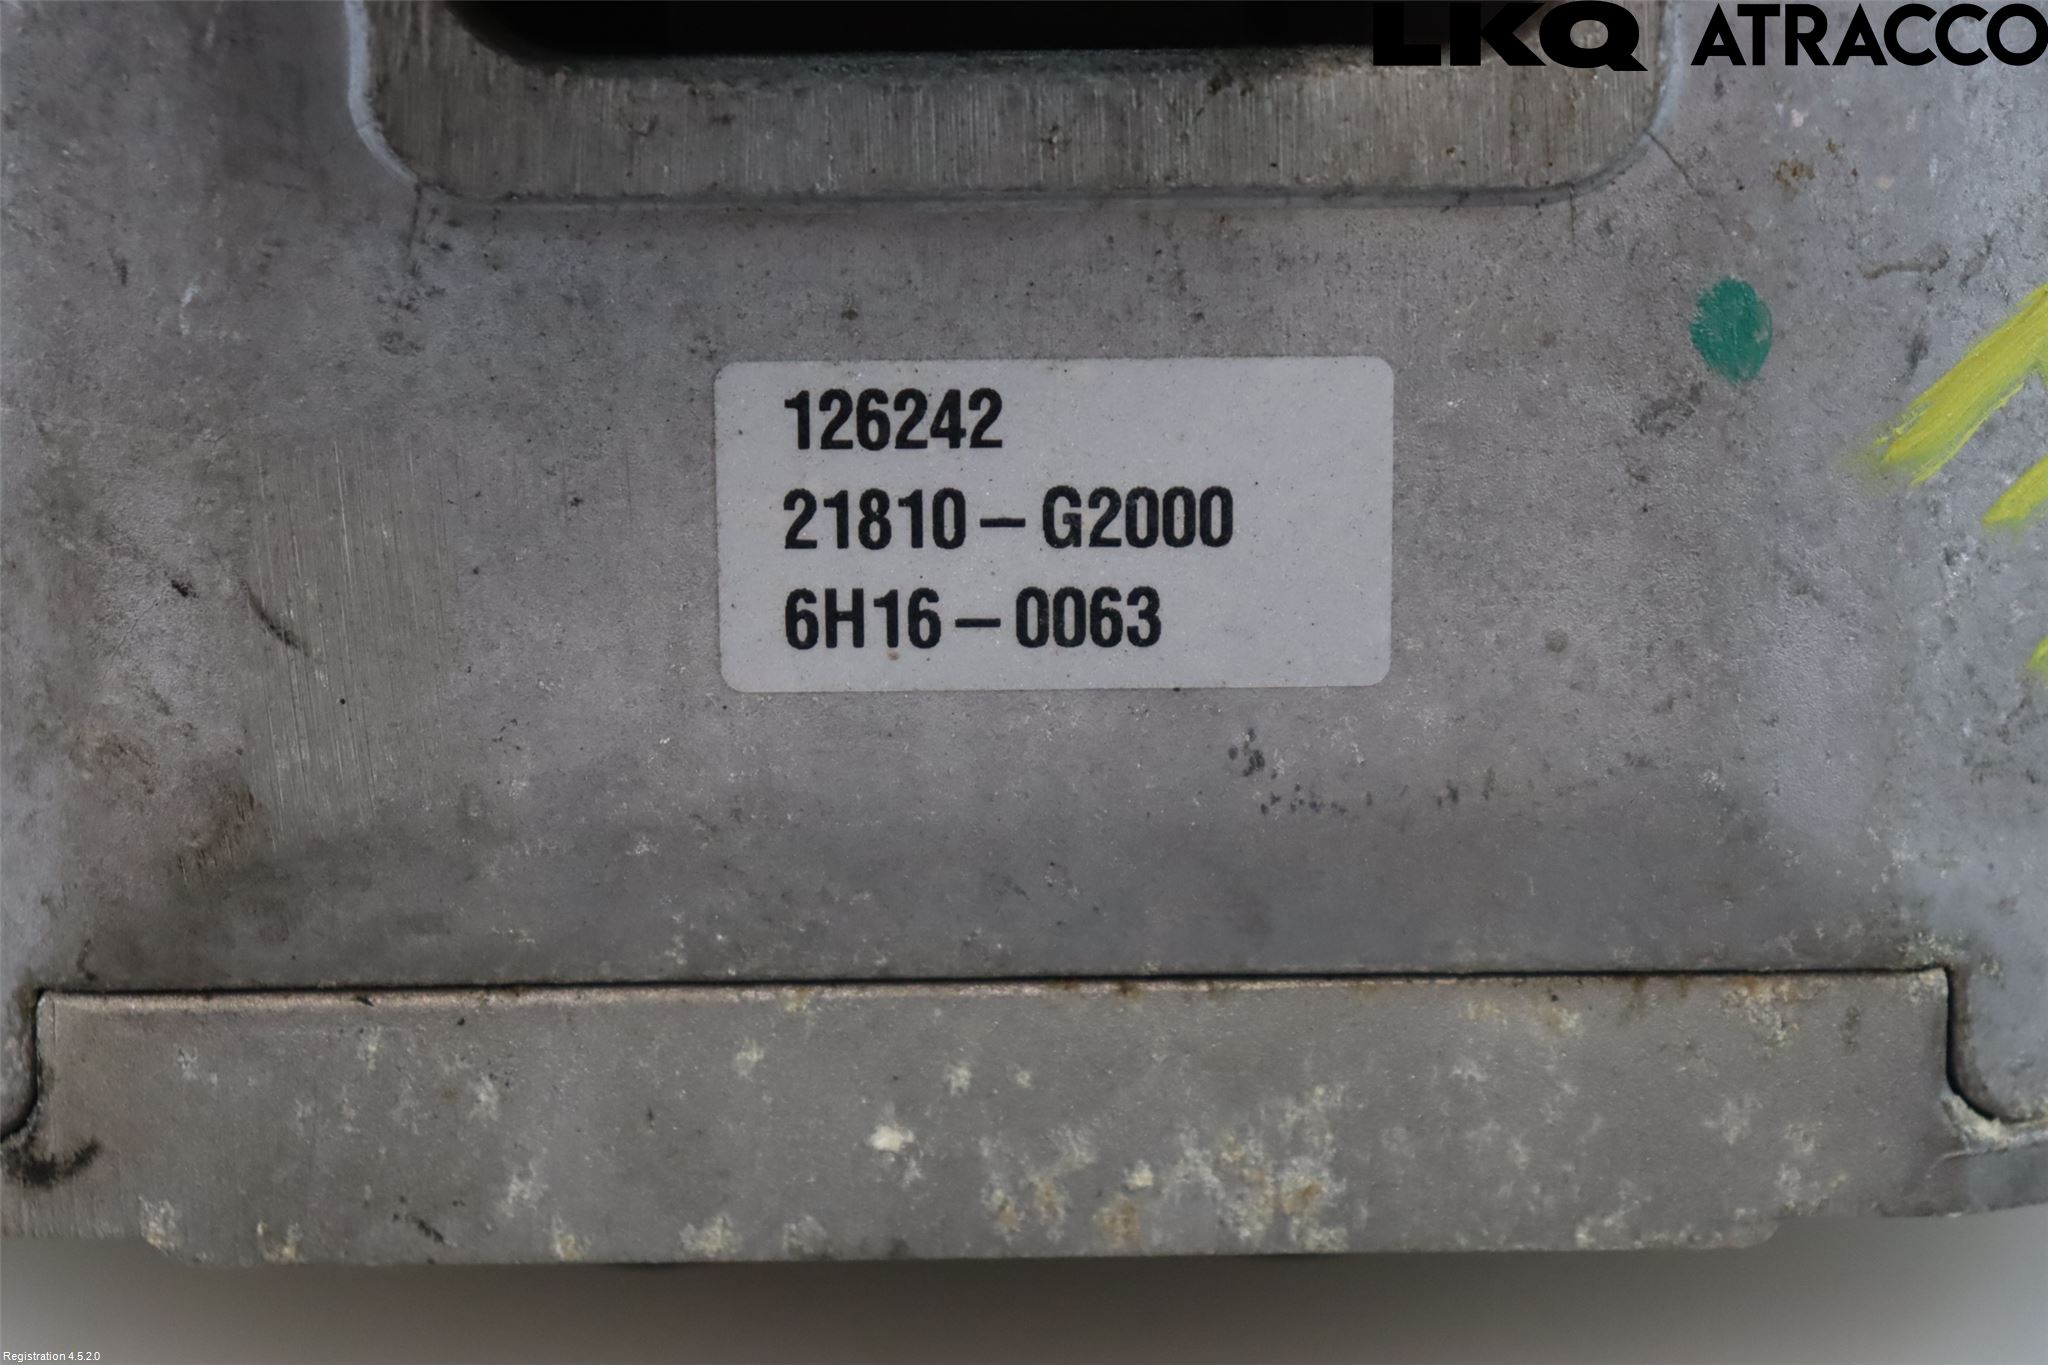 LKQ ATRACCO
126242
21810-G2000
6H16-0063
Registration 4.5.2.0